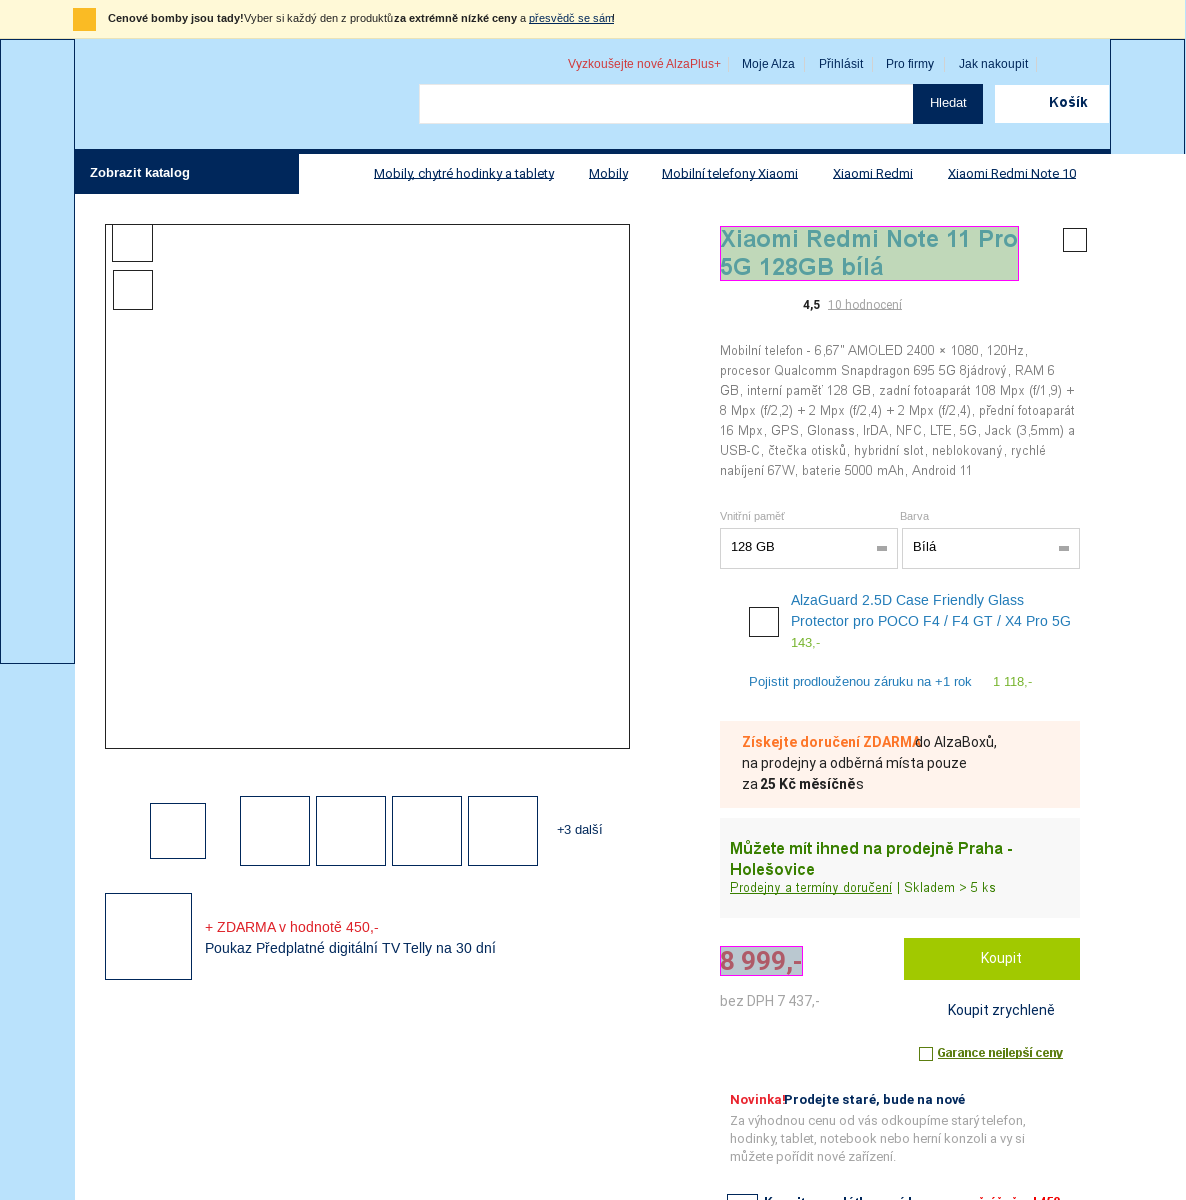 Cenové bomby jsou tady! Vyber si každý den z produktů za extrémně nízké ceny a přesvědč se sám!
Vyzkoušejte nové AlzaPlus+
Moje Alza
Přihlásit
Pro firmy
Jak nakoupit
Hledat
Košík
Zobrazit katalog
Mobily, chytré hodinky a tablety
Mobily
Mobilní telefony Xiaomi
Xiaomi Redmi
Xiaomi Redmi Note 10
Xiaomi Redmi Note 11 Pro
5G 128GB bílá
4,5 10 hodnocení
Mobilní telefon - 6,67" AMOLED 2400 × 1080, 120Hz,
procesor Qualcomm Snapdragon 695 5G 8jádrový, RAM 6
GB, interní paměť 128 GB, zadní fotoaparát 108 Mpx (f/1,9) +
8 Mpx (f/2,2) + 2 Mpx (f/2,4) + 2 Mpx (f/2,4), přední fotoaparát
16 Mpx, GPS, Glonass, IrDA, NFC, LTE, 5G, Jack (3,5mm) a
USB-C, čtečka otisků, hybridní slot, neblokovaný, rychlé
nabíjení 67W, baterie 5000 mAh, Android 11
Vnitřní paměť
Barva
128 GB
Bílá
AlzaGuard 2.5D Case Friendly Glass
Protector pro POCO F4 / F4 GT / X4 Pro 5G
143,-
Pojistit prodlouženou záruku na +1 rok
1 118,-
Získejte doručení ZDARMA do AlzaBoxů,
na prodejny a odběrná místa pouze
za 25 Kč měsíčně s
Můžete mít ihned na prodejně Praha -
Holešovice
Prodejny a termíny doručení | Skladem > 5 ks
+3 další
+ ZDARMA v hodnotě 450,-
Poukaz Předplatné digitální TV Telly na 30 dní
8 999,-
bez DPH 7 437,-
Koupit
Koupit zrychleně
Garance nejlepší ceny
Novinka! Prodejte staré, bude na nové
Za výhodnou cenu od vás odkoupíme starý telefon,
hodinky, tablet, notebook nebo herní konzoli a vy si
můžete pořídit nové zařízení.